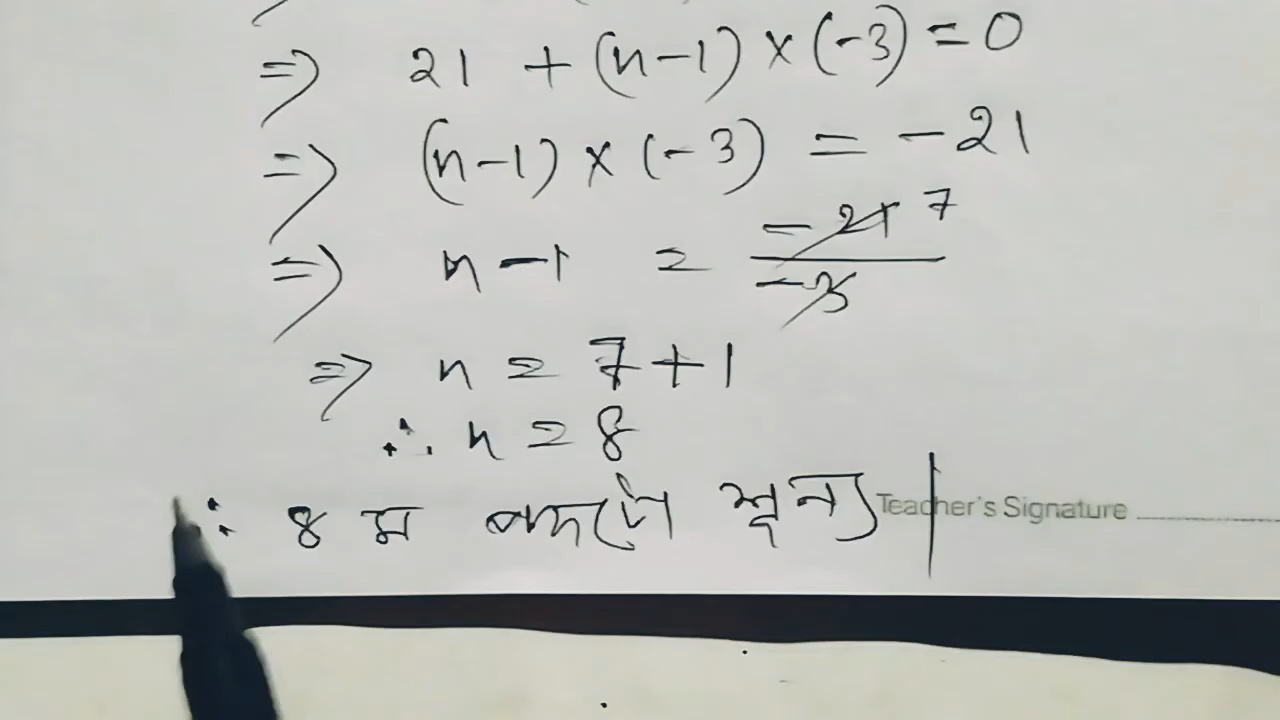 => 21 + (n-1) × (-3) = 0
=> (n-1) × (-3) = -21
=> n-1 = -21 7 / -3
=> n = 7+1
∴ n = 8
∴ 8 ম পদটো শূন্য | Teacher's Signature